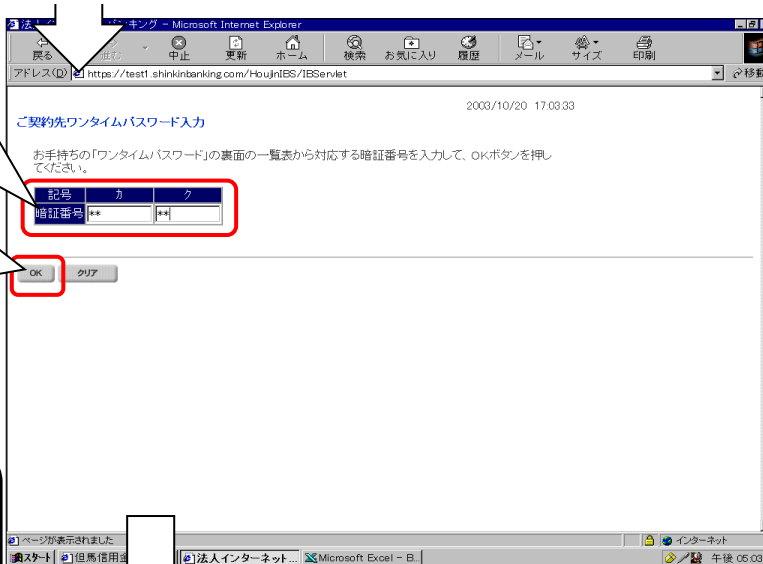 法人インターネットバンキング - Microsoft Internet Explorer
戻る 進む 中止 更新 ホーム 検索 お気に入り 履歴 メール サイズ 印刷
アドレス(D) https://test1.shinkinbanking.com/HoujinIBS/IBServlet 移動
2003/10/20 17:03:33
ご契約先ワンタイムパスワード入力
お手持ちの「ワンタイムパスワード」の裏面の一覧表から対応する暗証番号を入力して、OKボタンを押し
てください。
記号 カ ク
暗証番号 ** **
OK クリア
ページが表示されました インターネット
スタート 但馬信用金 法人インターネット... Microsoft Excel - B... 午後 05:03